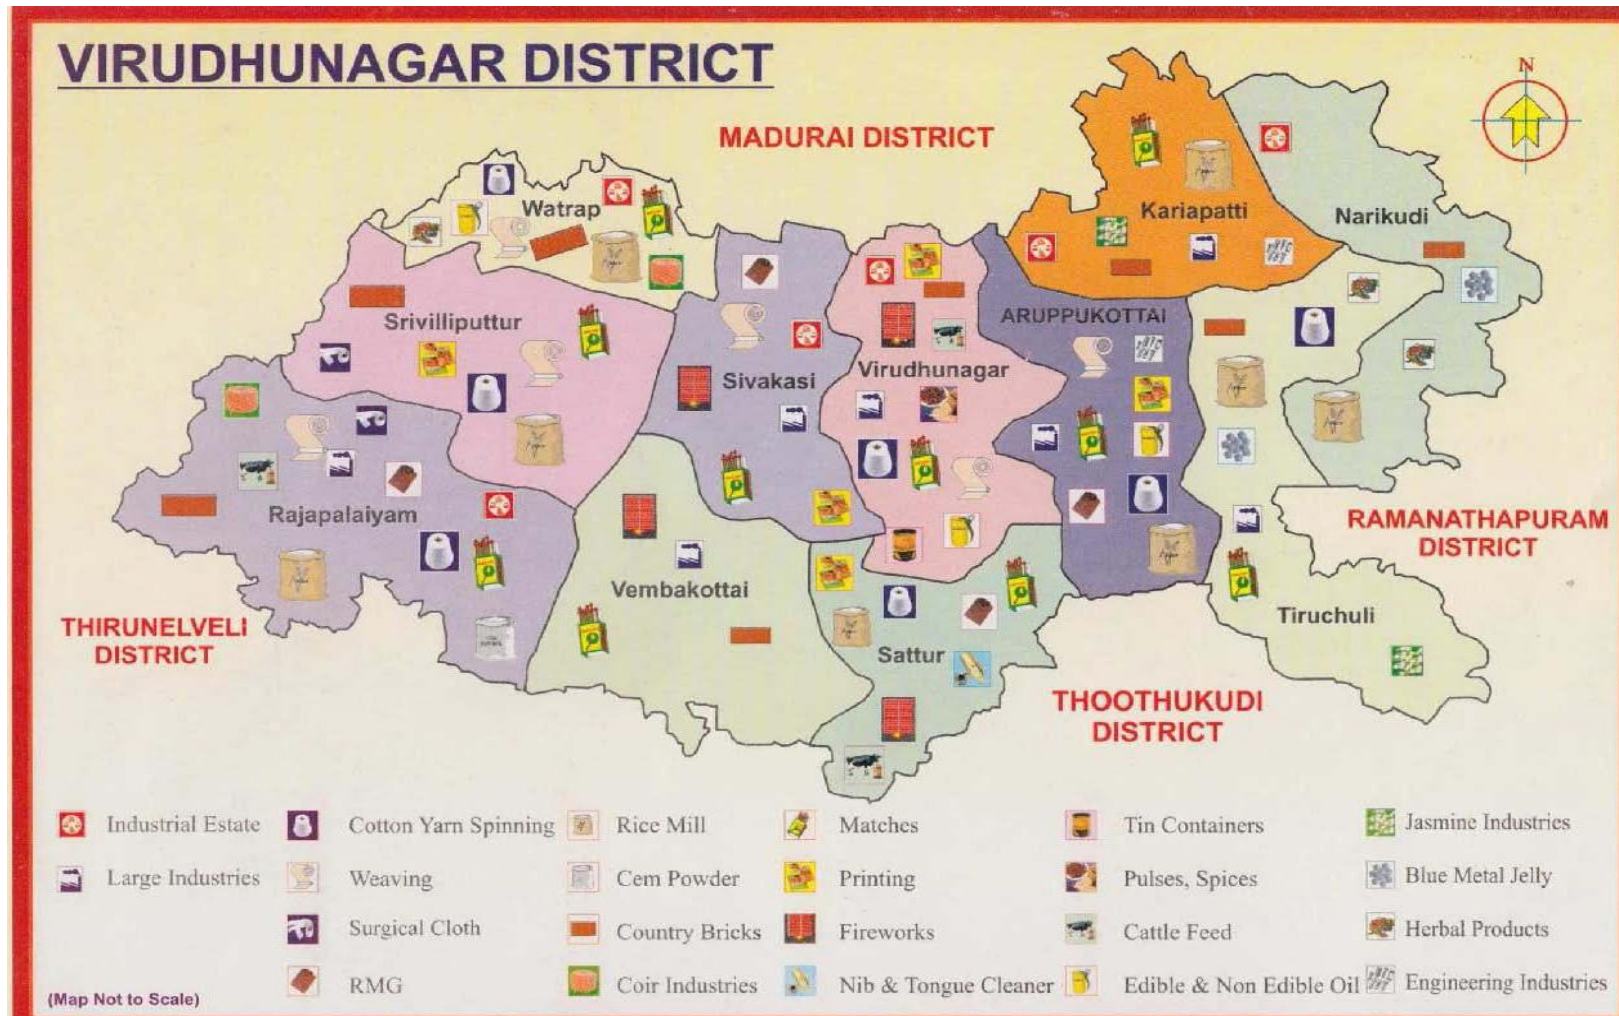 VIRUDHUNAGAR DISTRICT
N
MADURAI DISTRICT
Watrap
Kariapatti
Narikudi
Srivilliputtur
ARUPPUKOTTAI
Sivakasi
Virudhunagar
Rajapalaiyam
RAMANATHAPURAM
DISTRICT
Vembakottai
Tiruchuli
THIRUNELVELI
DISTRICT
Sattur
THOOTHUKUDI
DISTRICT
Industrial Estate
Cotton Yarn Spinning
Rice Mill
Matches
Tin Containers
Jasmine Industries
Large Industries
Weaving
Cem Powder
Printing
Pulses, Spices
Blue Metal Jelly
Surgical Cloth
Country Bricks
Fireworks
Cattle Feed
Herbal Products
RMG
Coir Industries
Nib & Tongue Cleaner
Edible & Non Edible Oil
Engineering Industries
(Map Not to Scale)